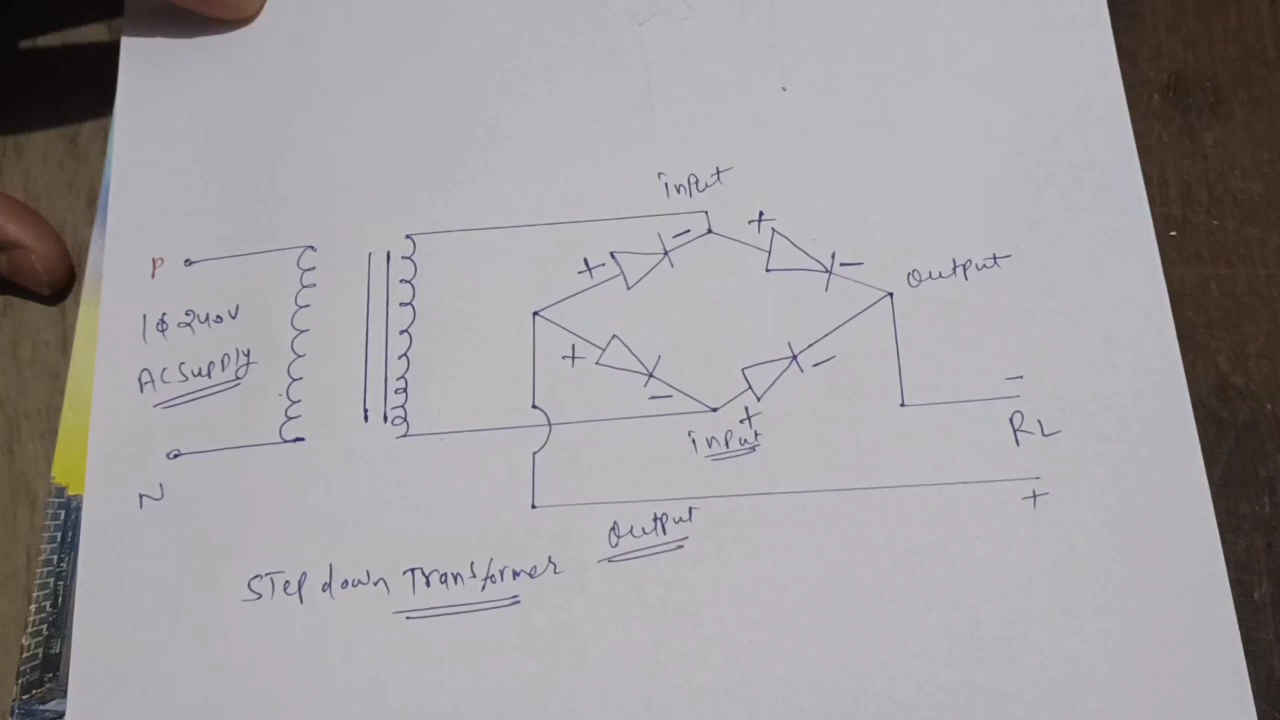 input
+
-
+
-
output
P
1ϕ 240V
AC Supply
+
-
+
-
input
-
RL
+
N
output
STep down Transformer